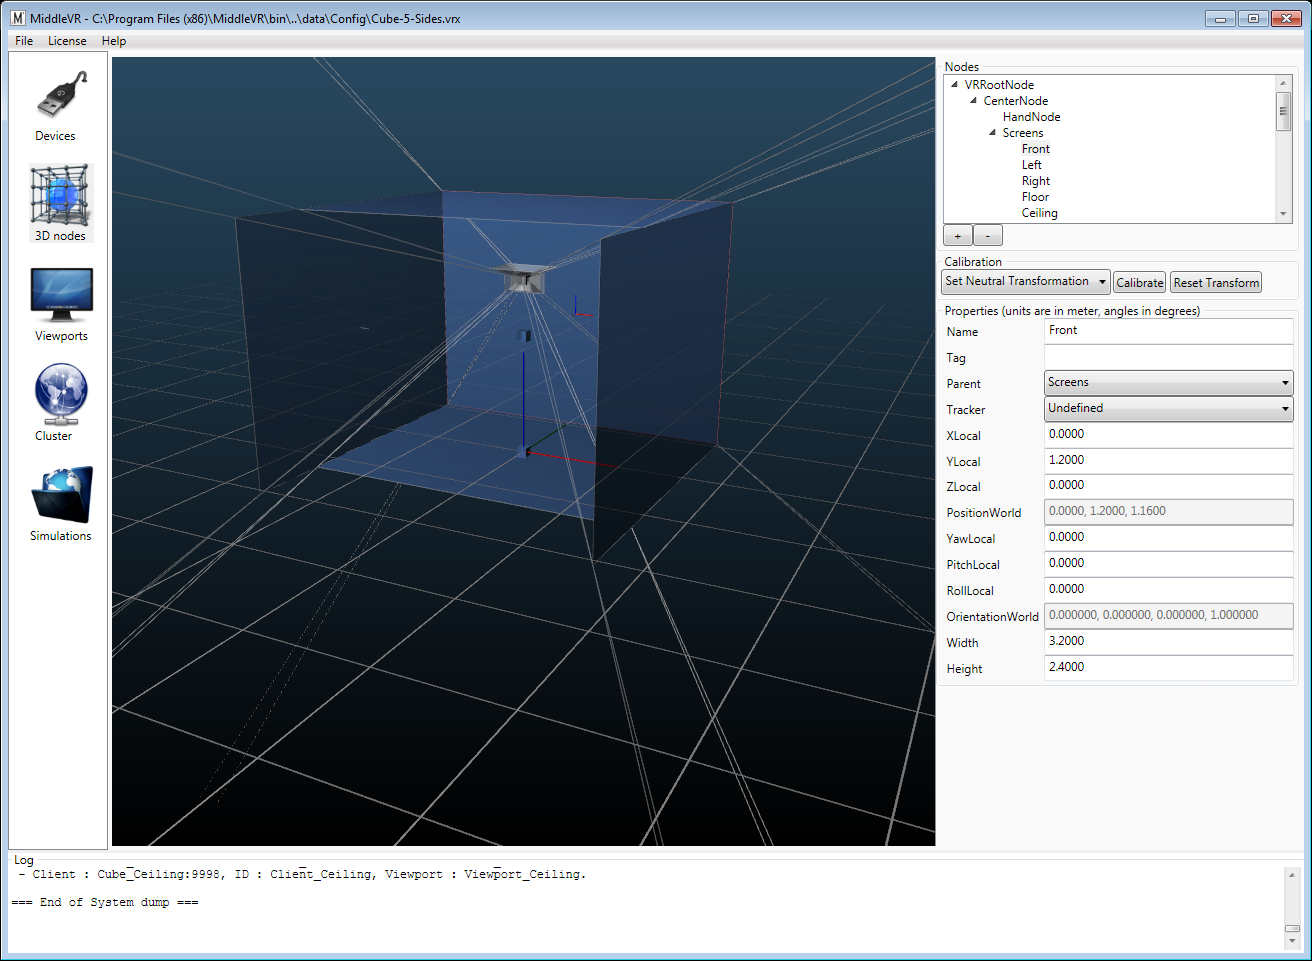 MiddleVR - C:\Program Files (x86)\MiddleVR\bin\..\data\Config\Cube-5-Sides.vrx
File License Help
Devices
3D nodes
Viewports
Cluster
Simulations
Nodes
VRRootNode
CenterNode
HandNode
Screens
Front
Left
Right
Floor
Ceiling
+ -
Calibration
Set Neutral Transformation Calibrate Reset Transform
Properties (units are in meter, angles in degrees)
Name Front
Tag
Parent Screens
Tracker Undefined
XLocal 0.0000
YLocal 1.2000
ZLocal 0.0000
PositionWorld 0.0000, 1.2000, 1.1600
YawLocal 0.0000
PitchLocal 0.0000
RollLocal 0.0000
OrientationWorld 0.000000, 0.000000, 0.000000, 1.000000
Width 3.2000
Height 2.4000
Log
- Client : Cube_Ceiling:9998, ID : Client_Ceiling, Viewport : Viewport_Ceiling.
=== End of System dump ===